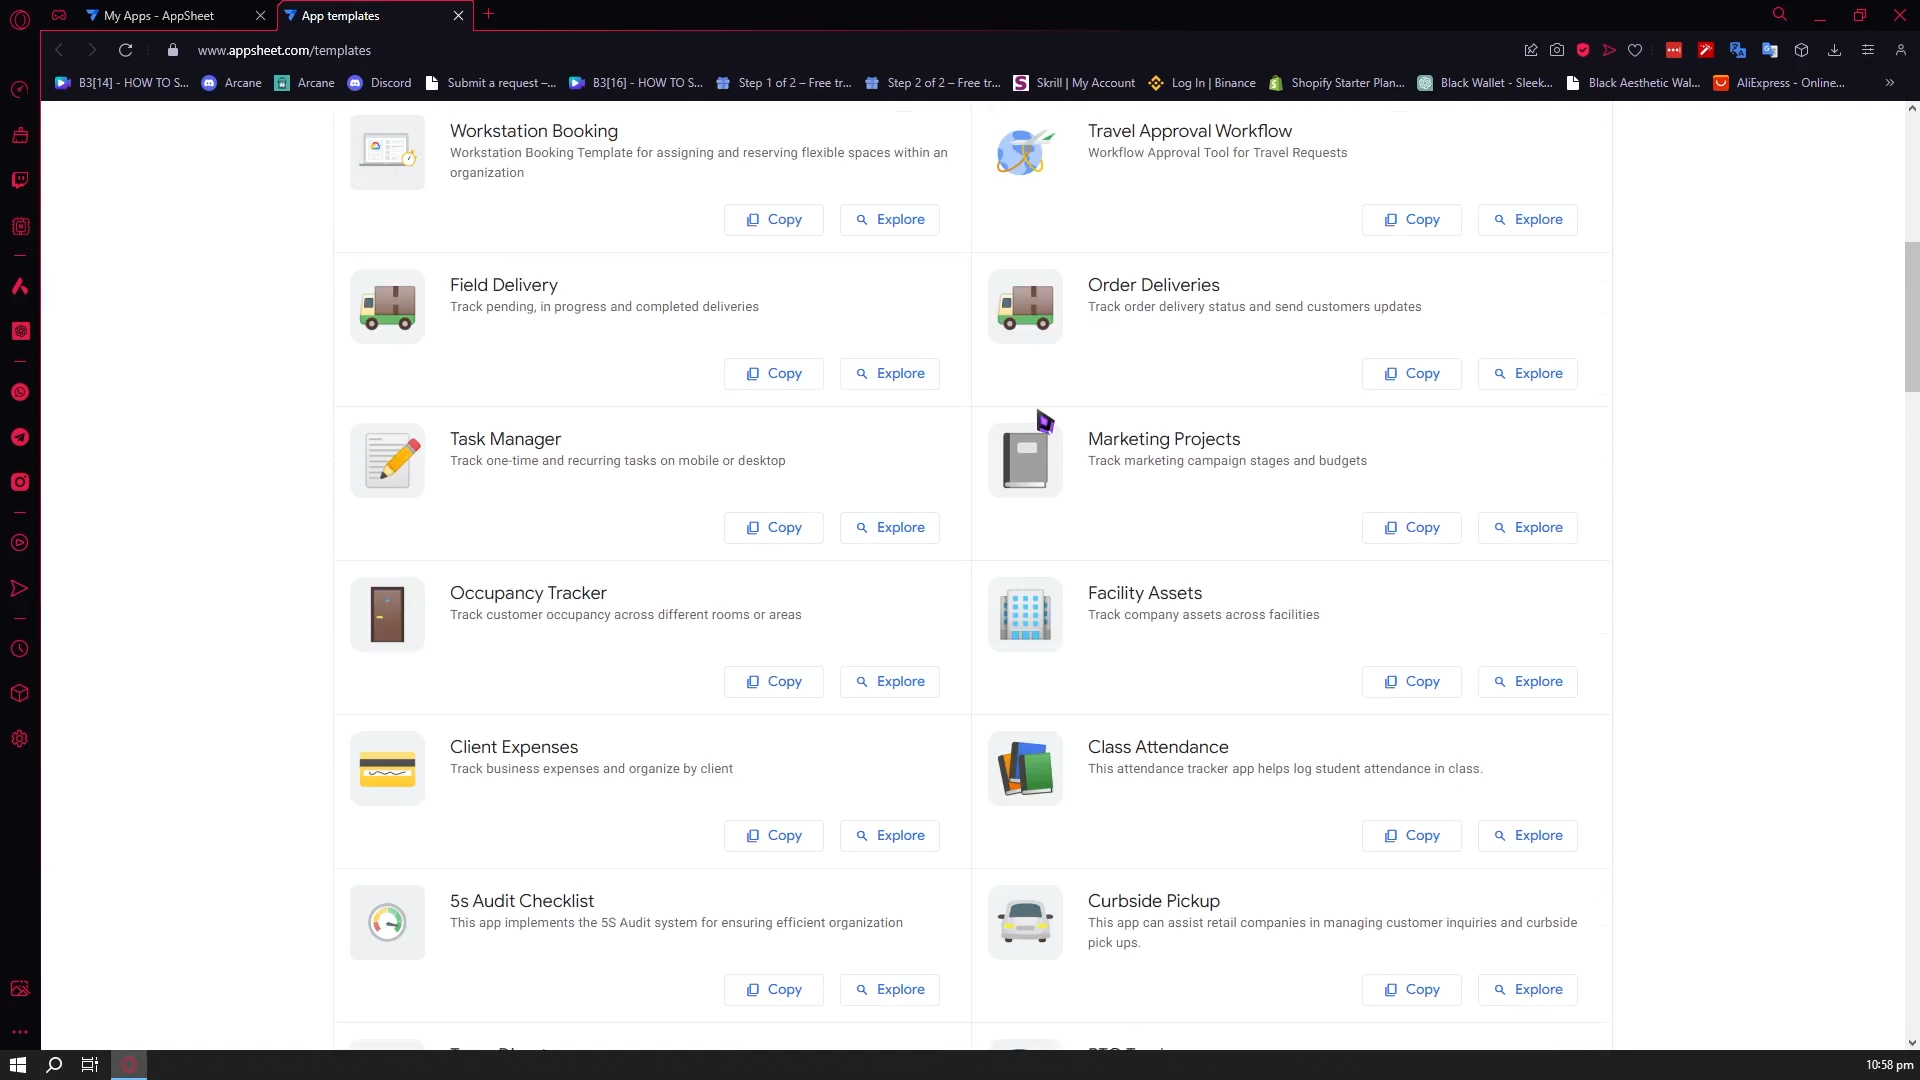 My Apps - AppSheet
App templates
www.appsheet.com/templates
B3[14] - HOW TO S...
Arcane
Arcane
Discord
Submit a request –...
B3[16] - HOW TO S...
Step 1 of 2 – Free tr...
Step 2 of 2 – Free tr...
Skrill | My Account
Log In | Binance
Shopify Starter Plan...
Black Wallet - Sleek...
Black Aesthetic Wal...
AliExpress - Online...
Workstation Booking
Workstation Booking Template for assigning and reserving flexible spaces within an
organization
Copy
Explore
Travel Approval Workflow
Workflow Approval Tool for Travel Requests
Copy
Explore
Field Delivery
Track pending, in progress and completed deliveries
Copy
Explore
Order Deliveries
Track order delivery status and send customers updates
Copy
Explore
Task Manager
Track one-time and recurring tasks on mobile or desktop
Copy
Explore
Marketing Projects
Track marketing campaign stages and budgets
Copy
Explore
Occupancy Tracker
Track customer occupancy across different rooms or areas
Copy
Explore
Facility Assets
Track company assets across facilities
Copy
Explore
Client Expenses
Track business expenses and organize by client
Copy
Explore
Class Attendance
This attendance tracker app helps log student attendance in class.
Copy
Explore
5s Audit Checklist
This app implements the 5S Audit system for ensuring efficient organization
Copy
Explore
Curbside Pickup
This app can assist retail companies in managing customer inquiries and curbside
pick ups.
Copy
Explore
10:58 pm